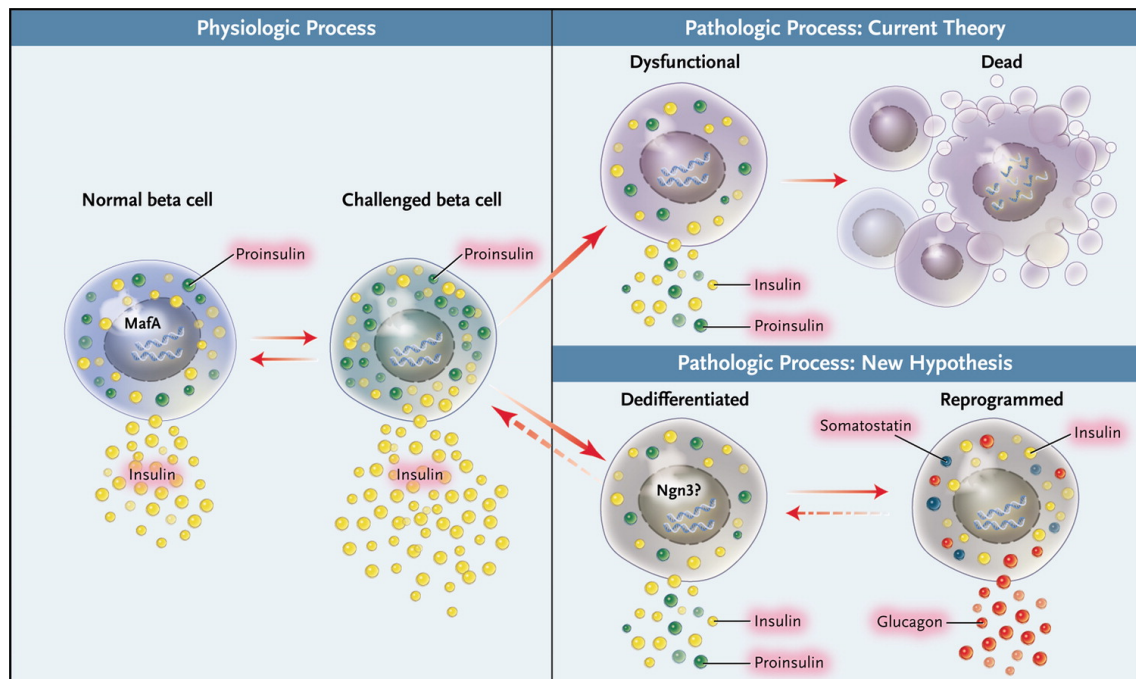 Physiologic Process
Normal beta cell
Challenged beta cell
Proinsulin
Proinsulin
MafA
Insulin
Insulin
Pathologic Process: Current Theory
Dysfunctional
Dead
Insulin
Proinsulin
Pathologic Process: New Hypothesis
Dedifferentiated
Reprogrammed
Somatostatin
Insulin
Ngn3?
Insulin
Glucagon
Proinsulin